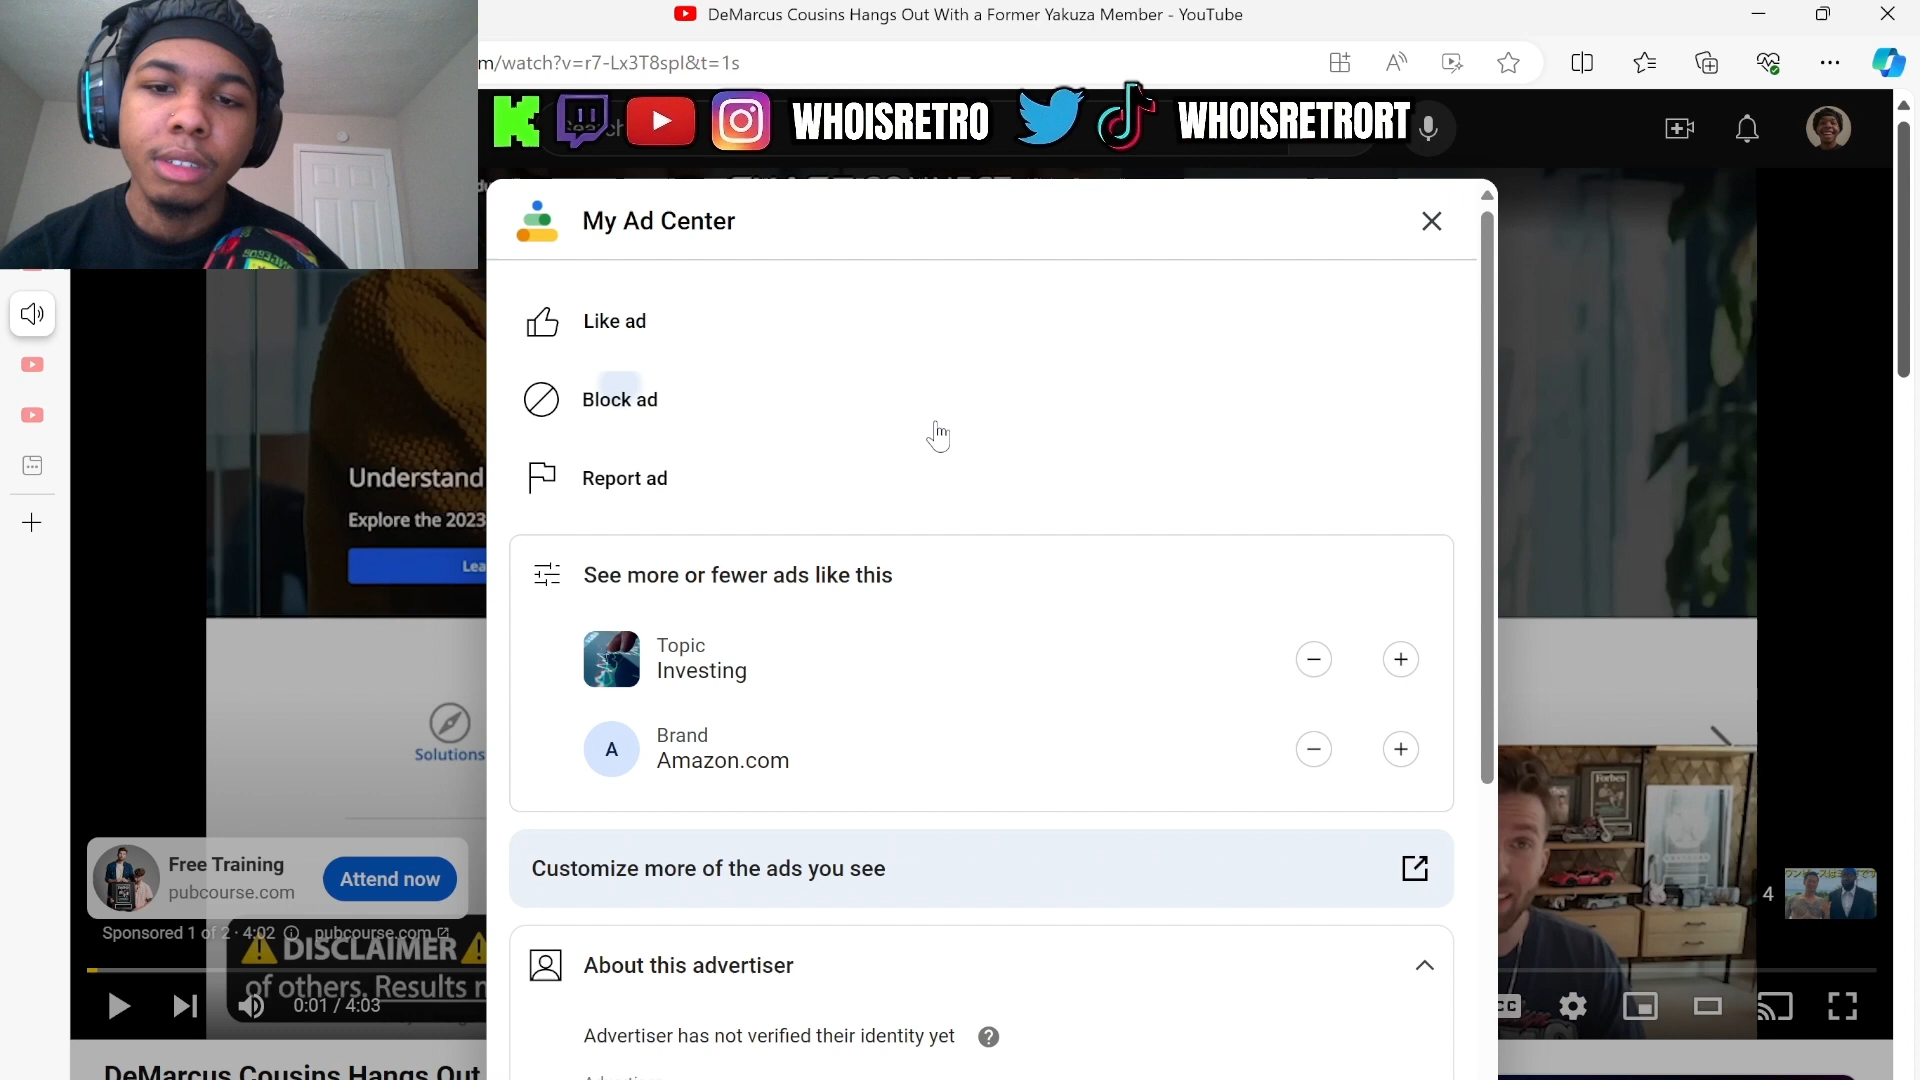 DeMarcus Cousins Hangs Out With a Former Yakuza Member - YouTube
m/watch?v=r7-Lx3T8spI&t=1s
WHOISRETRO
WHOISRETRORT
My Ad Center
Like ad
Block ad
Report ad
See more or fewer ads like this
Topic
Investing
A
Brand
Amazon.com
Customize more of the ads you see
About this advertiser
Advertiser has not verified their identity yet
Understand
Explore the 2023
Lea
Solutions
Free Training
pubcourse.com
Attend now
Sponsored 1 of 2 · 4:02
pubcourse.com
DISCLAIMER
of others. Results
0:01 / 4:03
Forbes
4
DeMarcus Cousins Hangs Out